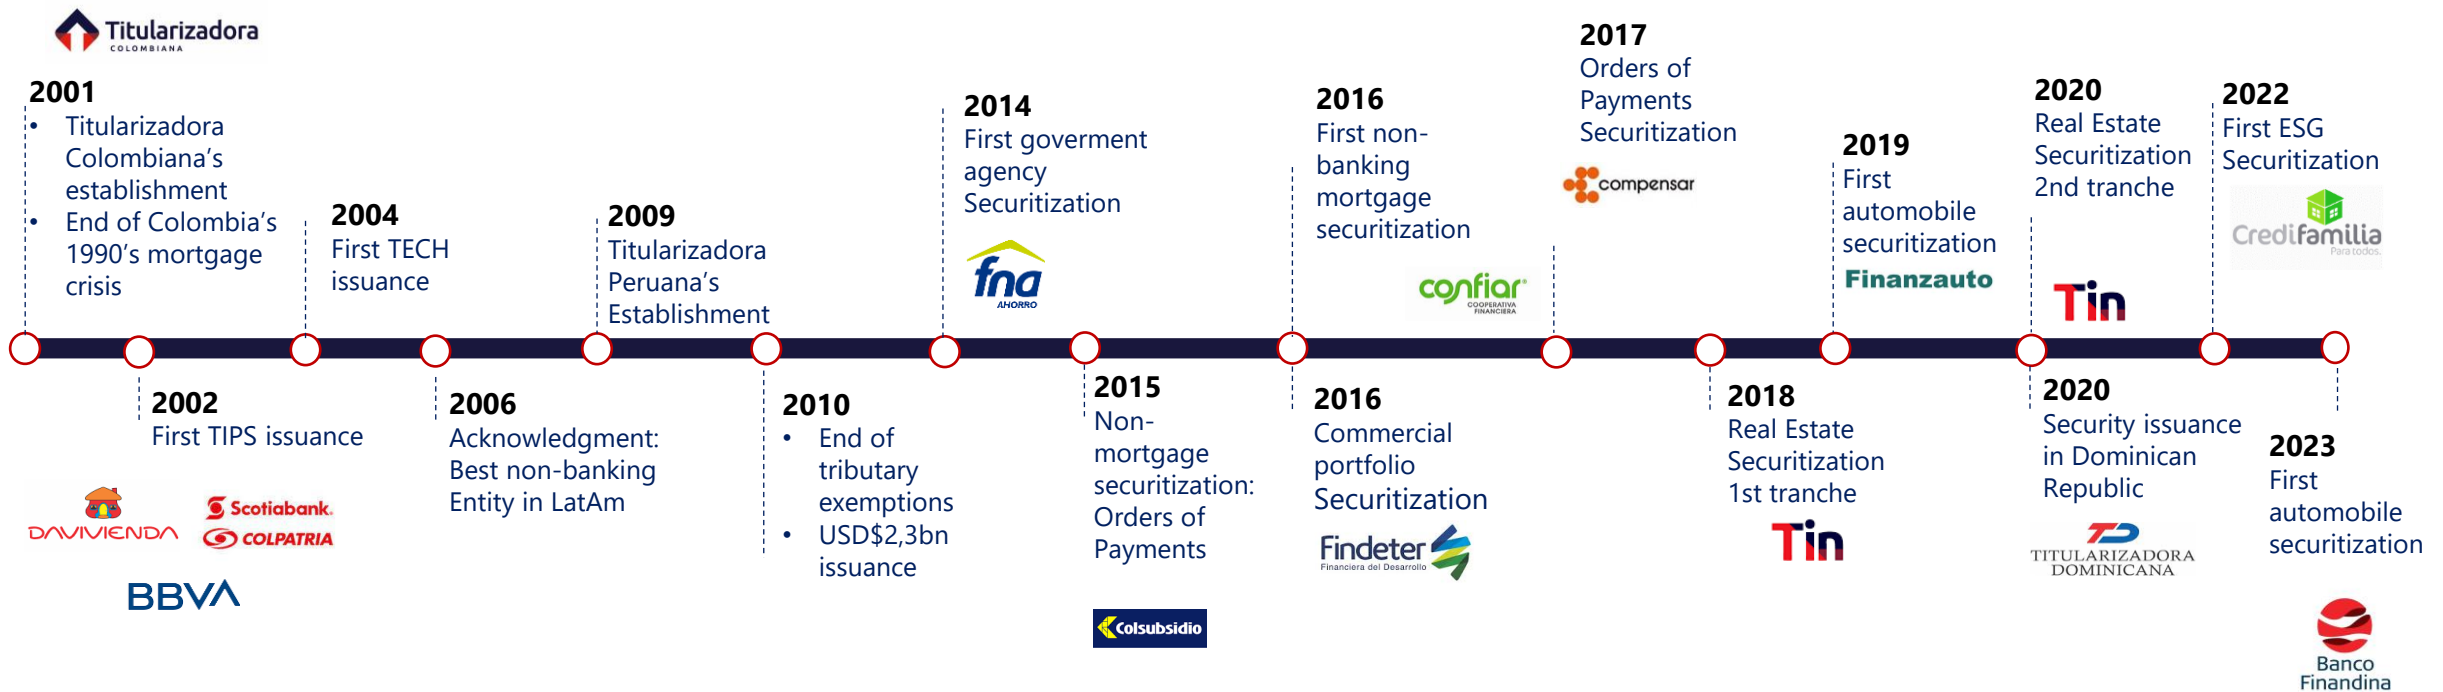 Titularizadora
COLOMBIANA
2001
• Titularizadora
Colombiana's
establishment
• End of Colombia's
1990's mortgage
crisis
2002
First TIPS issuance
DAVIVIENDA
Scotiabank.
COLPATRIA
BBVA
2004
First TECH
issuance
2006
Acknowledgment:
Best non-banking
Entity in LatAm
2009
Titularizadora
Peruana's
Establishment
2010
• End of
tributary
exemptions
• USD$2,3bn
issuance
2014
First goverment
agency
Securitization
fna
AHORRO
2015
Non-
mortgage
securitization:
Orders of
Payments
Colsubsidio
2016
First non-
banking
mortgage
securitization
confiar®
COOPERATIVA
FINANCIERA
2016
Commercial
portfolio
Securitization
Findeter
Financiera del Desarrollo
2017
Orders of
Payments
Securitization
compensar
2018
Real Estate
Securitization
1st tranche
Tin
2019
First
automobile
securitization
Finanzauto
2020
Real Estate
Securitization
2nd tranche
Tin
2020
Security issuance
in Dominican
Republic
TD
TITULARIZADORA
DOMINICANA
2022
First ESG
Securitization
Credifamilia
Para todos.
2023
First
automobile
securitization
Banco
Finandina